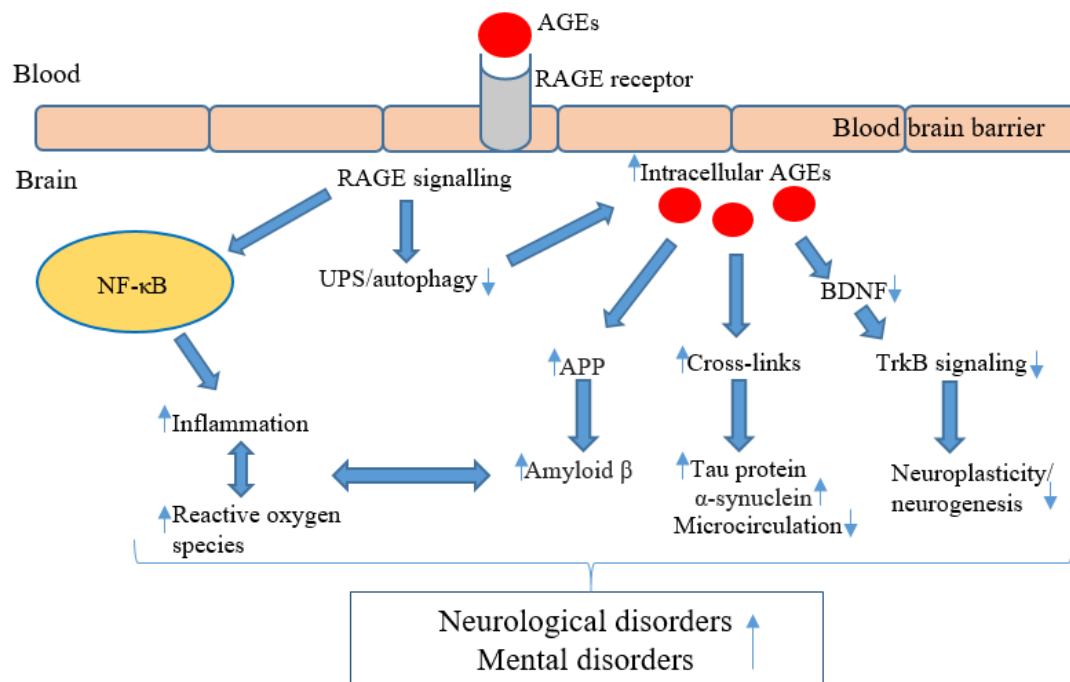 AGEs
Blood
RAGE receptor
Blood brain barrier
Brain
RAGE signalling
↑Intracellular AGEs
NF-κB
UPS/autophagy↓
BDNF↓
↑APP
↑Cross-links
TrkB signaling↓
↑Inflammation
↑Amyloid β
↑Tau protein
α-synuclein↑
Microcirculation↓
Neuroplasticity/
neurogenesis↓
↑Reactive oxygen
species
Neurological disorders↑
Mental disorders